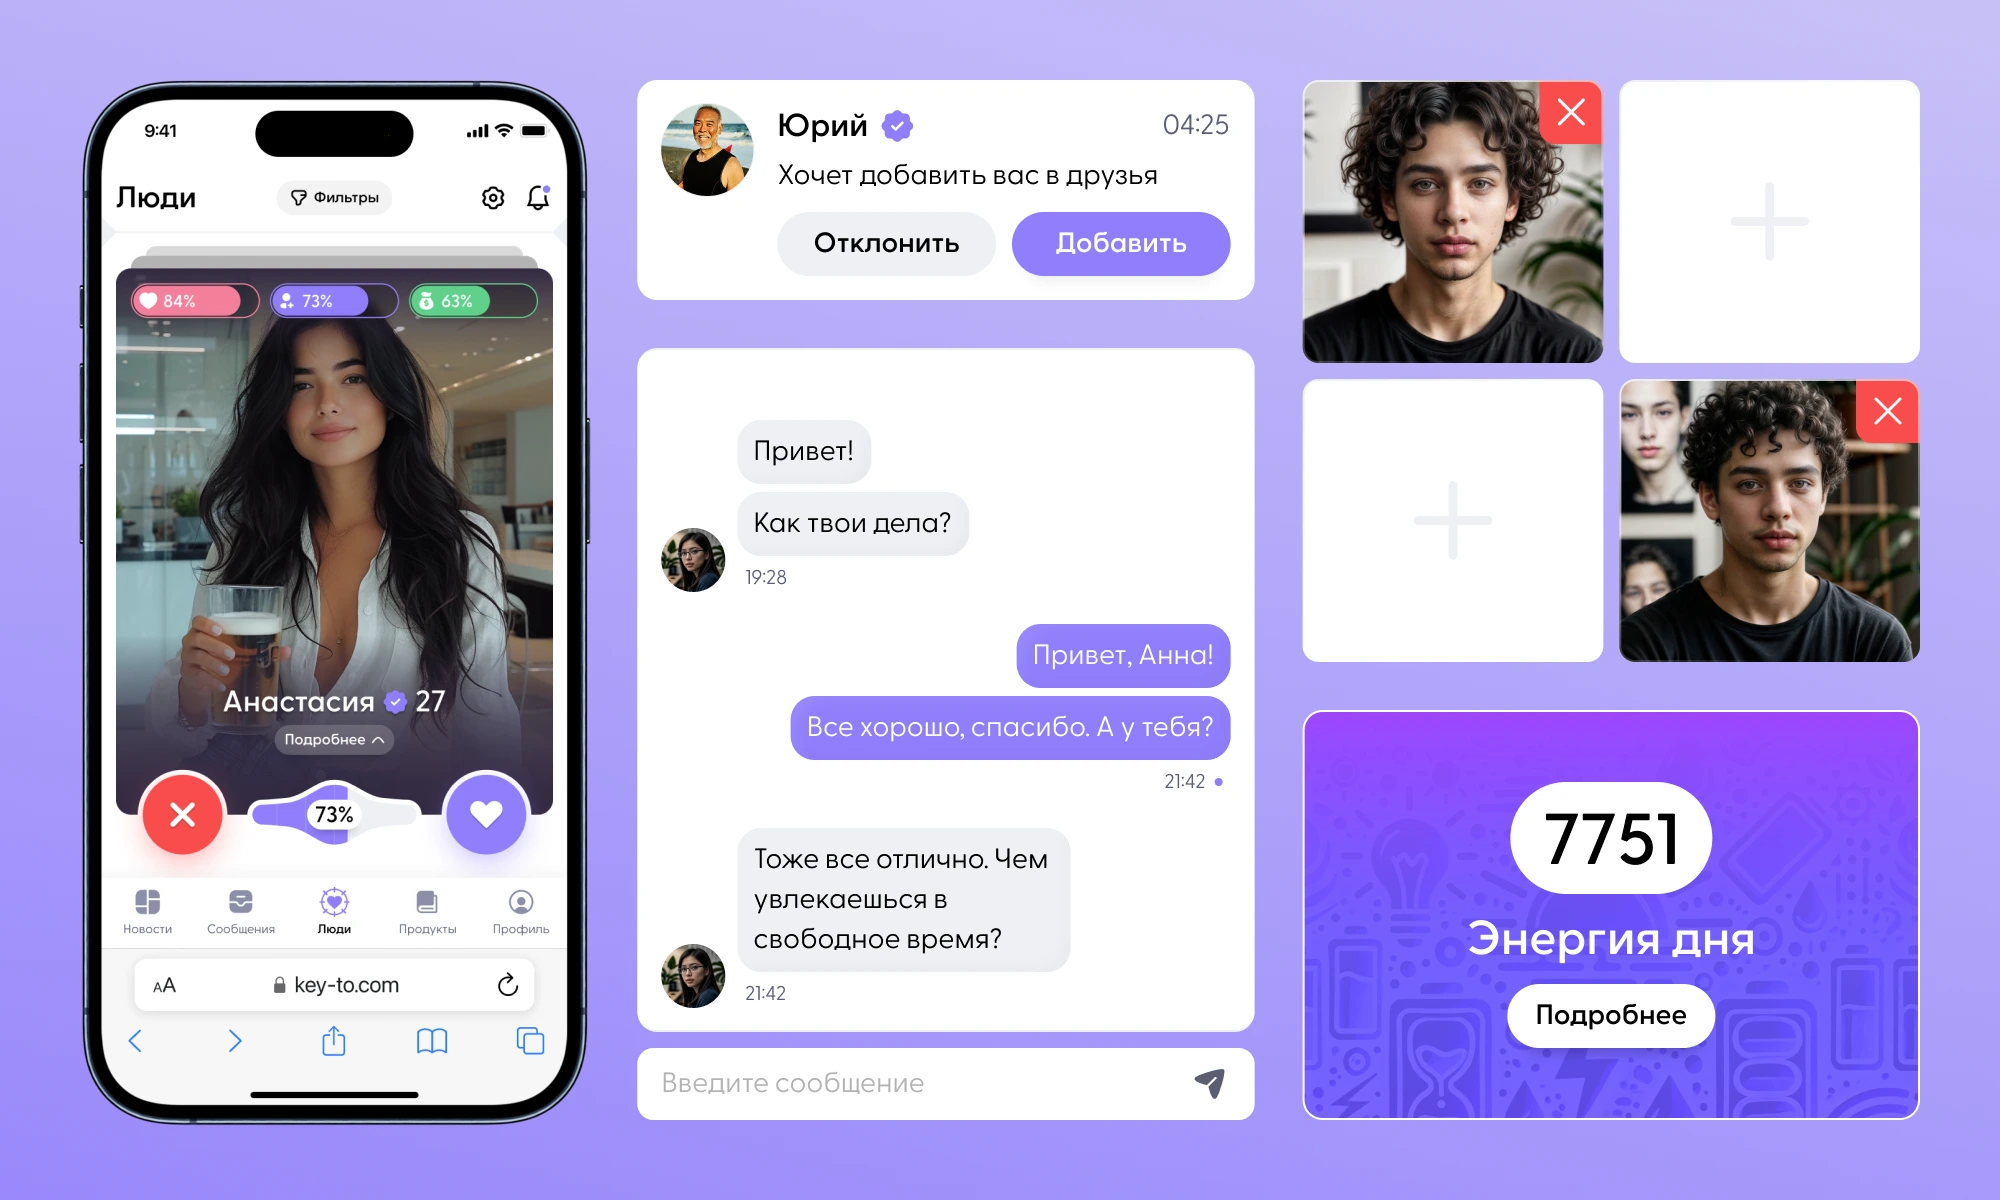 9:41
Люди
Фильтры
84%
73%
63%
Анастасия 27
Подробнее
73%
Новости
Сообщения
Люди
Продукты
Профиль
AA
key-to.com
Юрий
04:25
Хочет добавить вас в друзья
Отклонить
Добавить
Привет!
Как твои дела?
19:28
Привет, Анна!
Все хорошо, спасибо. А у тебя?
21:42
Тоже все отлично. Чем
увлекаешься в
свободное время?
21:42
Введите сообщение
7751
Энергия дня
Подробнее